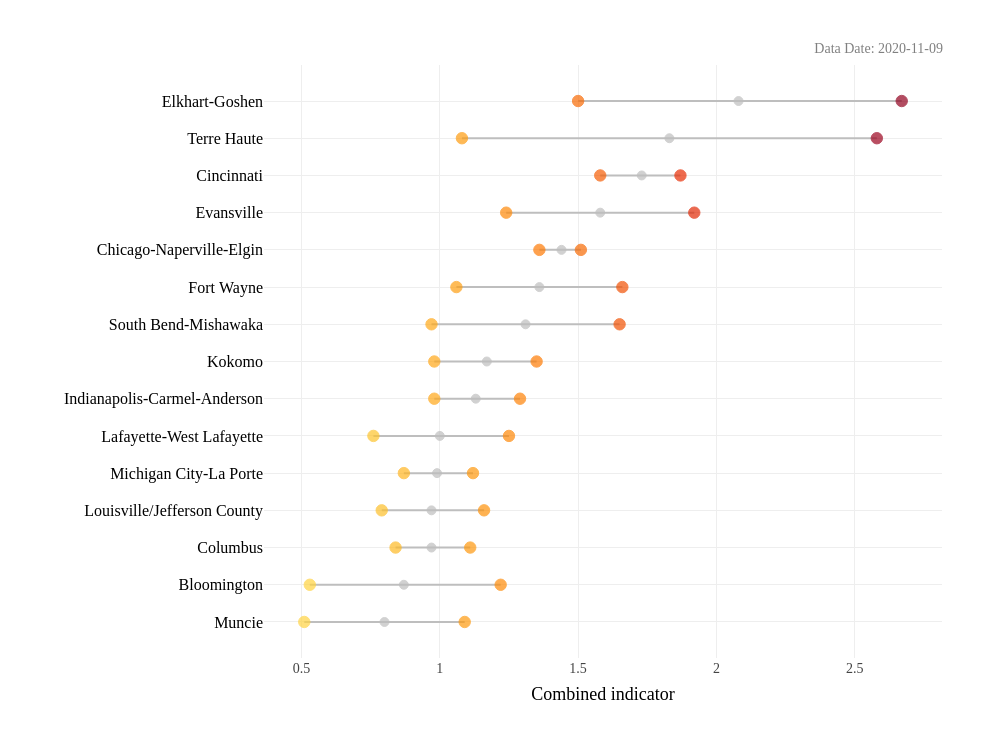 Data Date: 2020-11-09
Elkhart-Goshen
Terre Haute
Cincinnati
Evansville
Chicago-Naperville-Elgin
Fort Wayne
South Bend-Mishawaka
Kokomo
Indianapolis-Carmel-Anderson
Lafayette-West Lafayette
Michigan City-La Porte
Louisville/Jefferson County
Columbus
Bloomington
Muncie
0.5 1 1.5 2 2.5
Combined indicator